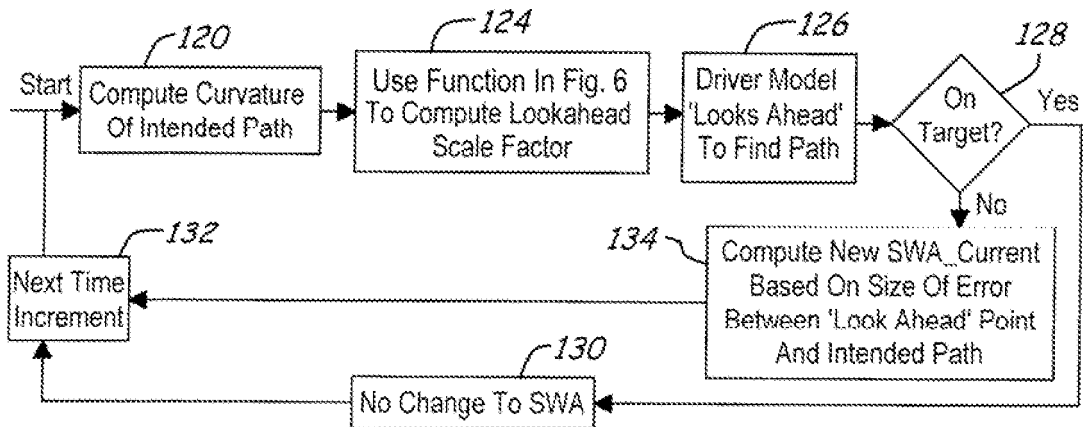 120
124
126
128
Start
Compute Curvature
Of Intended Path
Use Function In Fig. 6
To Compute Lookahead
Scale Factor
Driver Model
'Looks Ahead'
To Find Path
On
Target?
Yes
No
132
Next Time
Increment
134
Compute New SWA_Current
Based On Size Of Error
Between 'Look Ahead' Point
And Intended Path
130
No Change To SWA